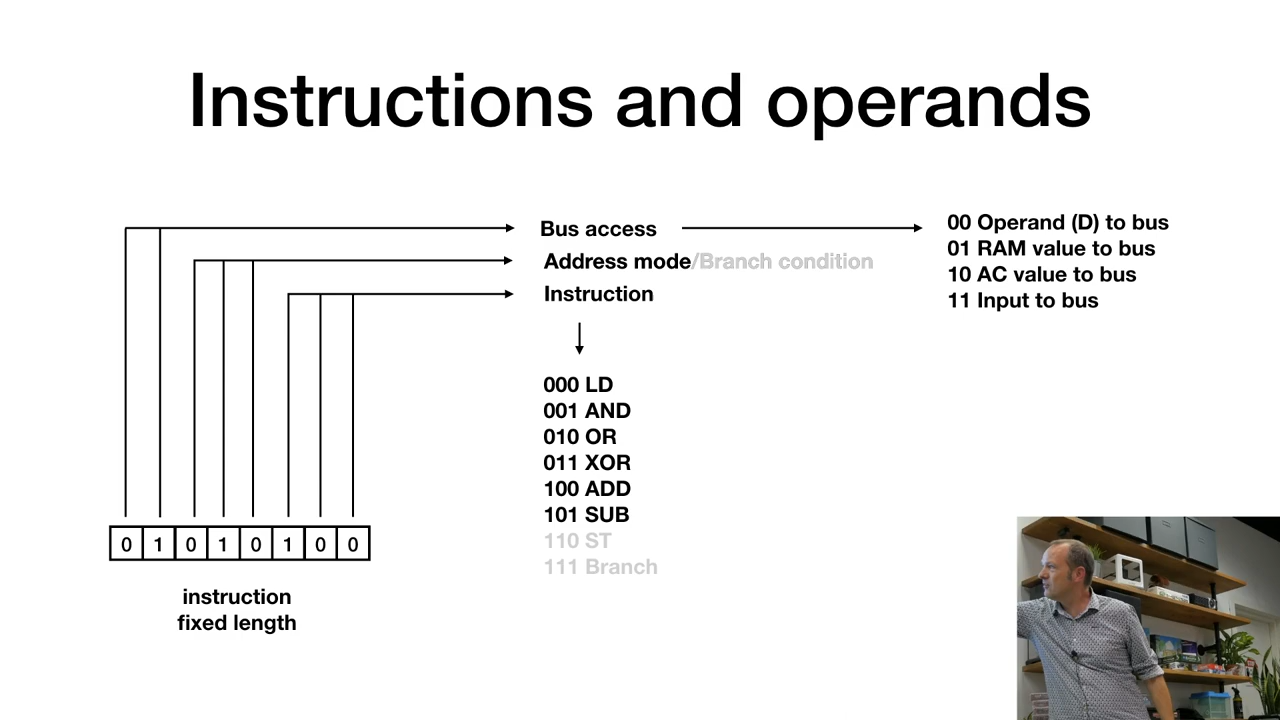 Instructions and operands
Bus access
Address mode/Branch condition
Instruction
00 Operand (D) to bus
01 RAM value to bus
10 AC value to bus
11 Input to bus
000 LD
001 AND
010 OR
011 XOR
100 ADD
101 SUB
110 ST
111 Branch
0 1 0 1 0 1 0 0
instruction
fixed length